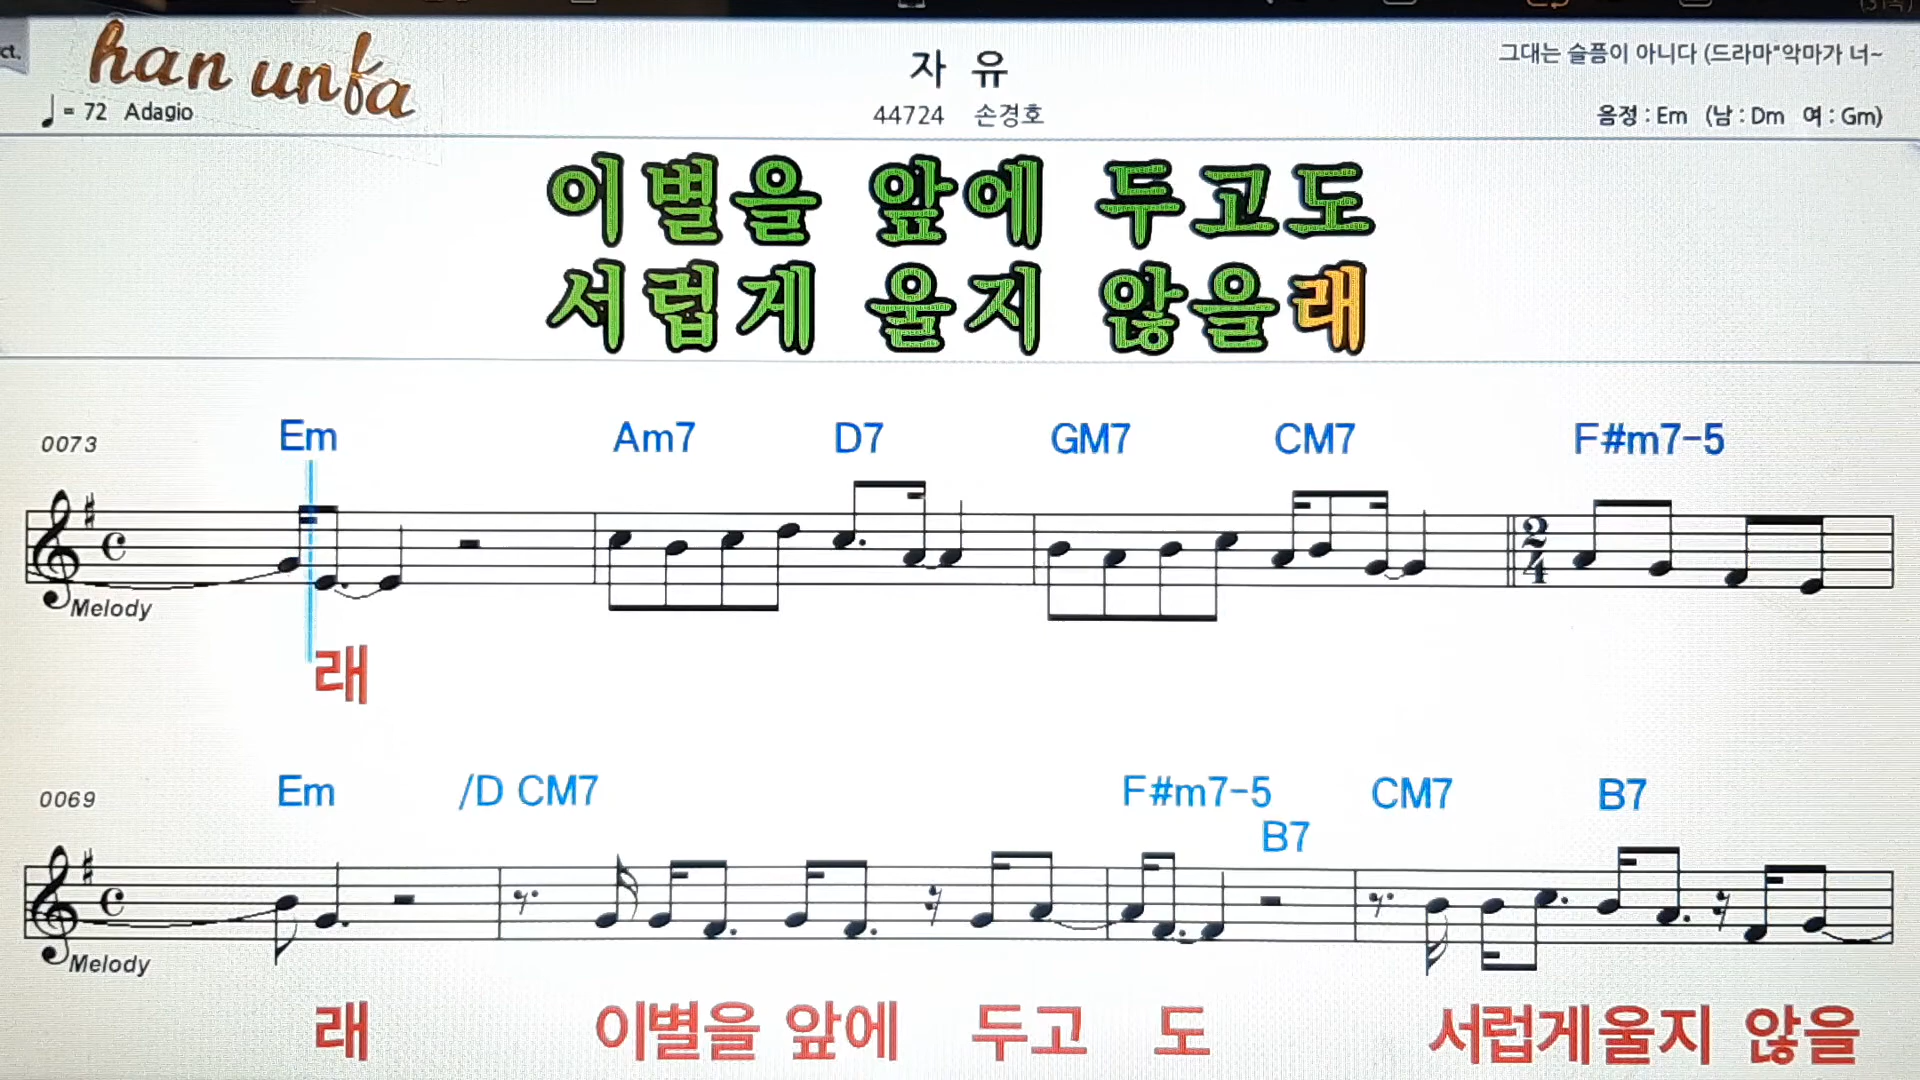 ct.
han unfa
♩= 72 Adagio
자 유
44724 손경호
그대는 슬픔이 아니다 (드라마"악마가 너~
음정 : Em (남 : Dm 여 : Gm)
이별을 앞에 두고도
서럽게 울지 않을래
0073 Em Am7 D7 GM7 CM7 F#m7-5
2
4
Melody
래
0069 Em /D CM7 F#m7-5 CM7 B7
B7
Melody
래 이별을 앞에 두고 도 서럽게울지 않을